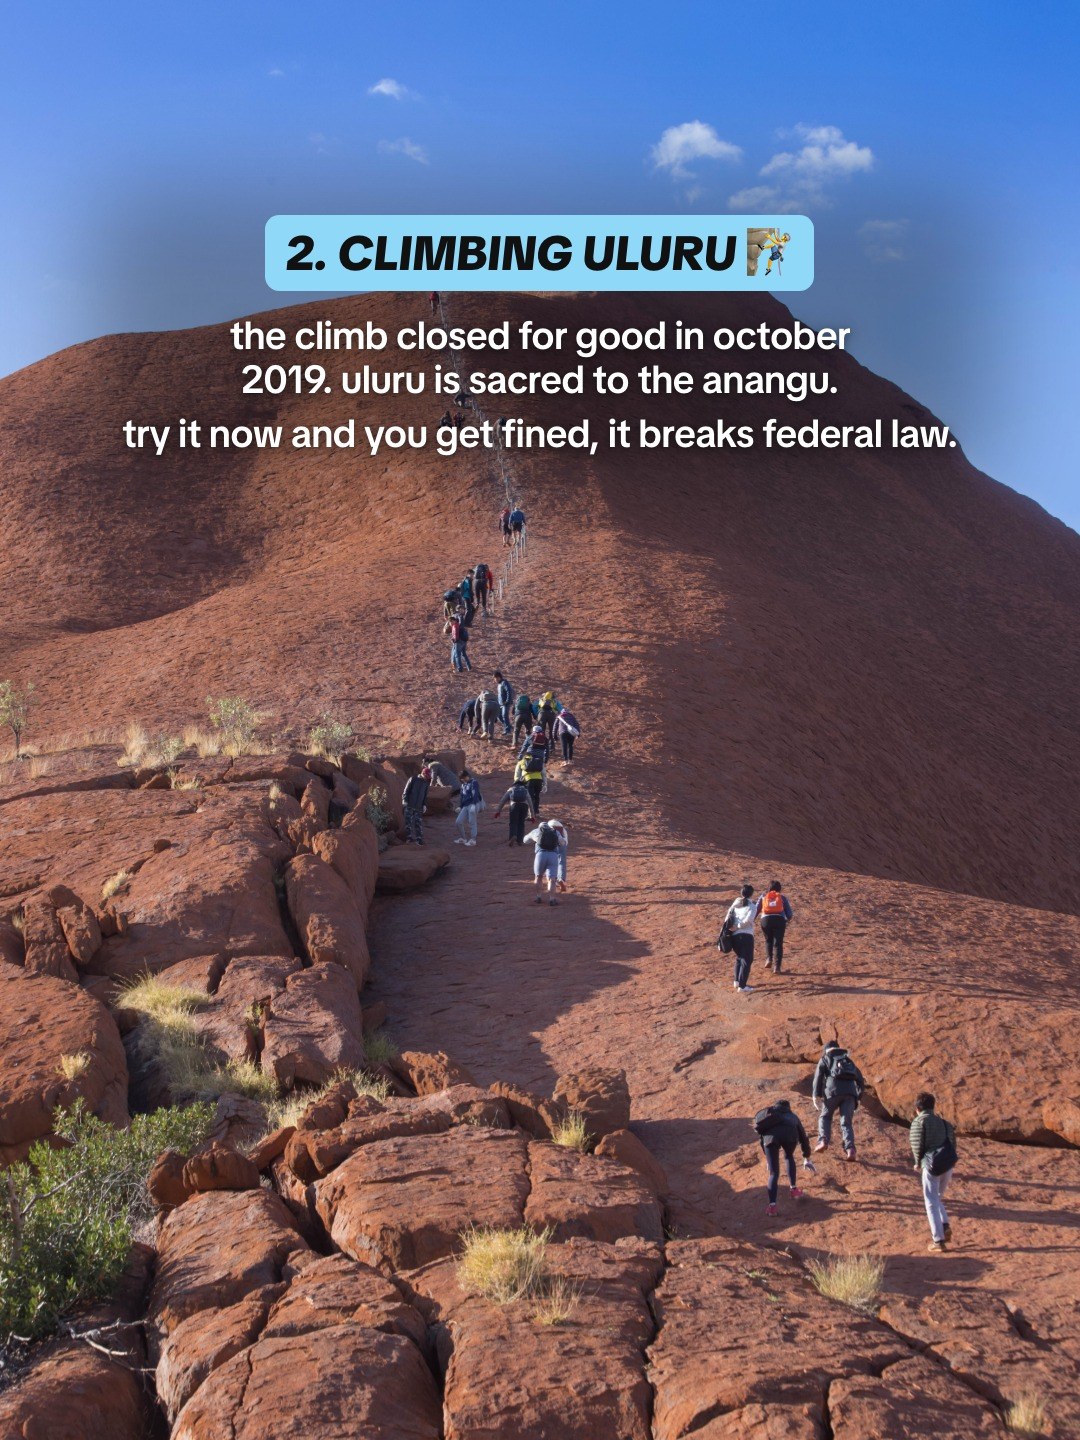 2. CLIMBING ULURU 🧗
the climb closed for good in october
2019. uluru is sacred to the anangu.
try it now and you get fined, it breaks federal law.